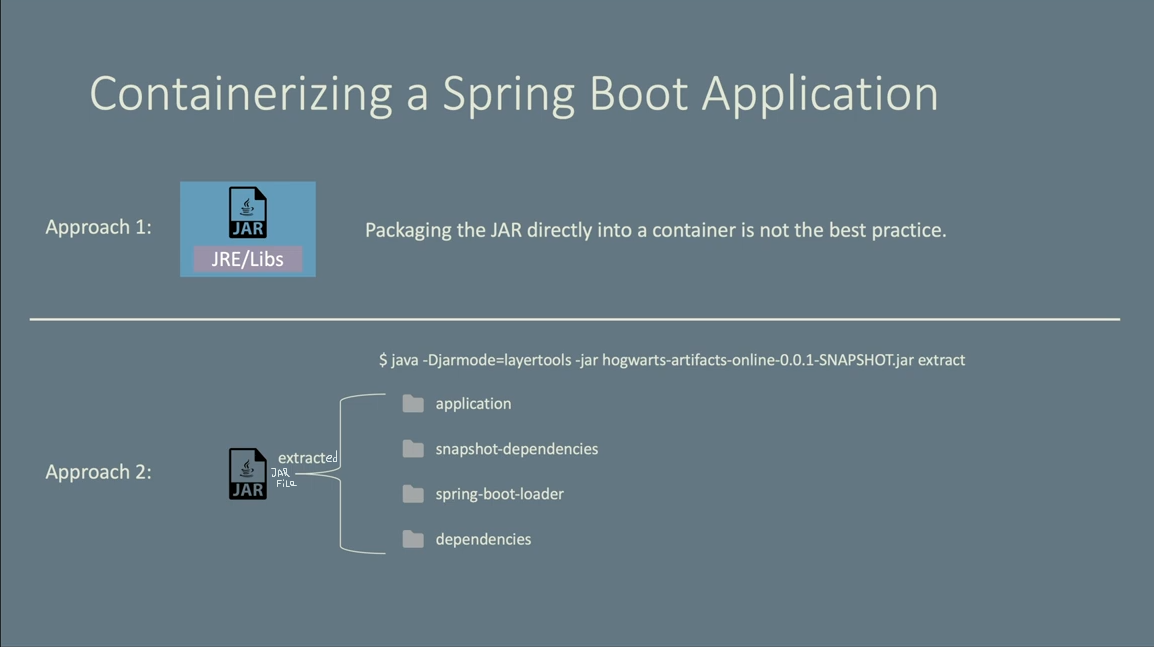 Containerizing a Spring Boot Application
Approach 1:
JAR
JRE/Libs
Packaging the JAR directly into a container is not the best practice.
$ java -Djarmode=layertools -jar hogwarts-artifacts-online-0.0.1-SNAPSHOT.jar extract
Approach 2:
JAR
extracted
JAR
FiLe
application
snapshot-dependencies
spring-boot-loader
dependencies